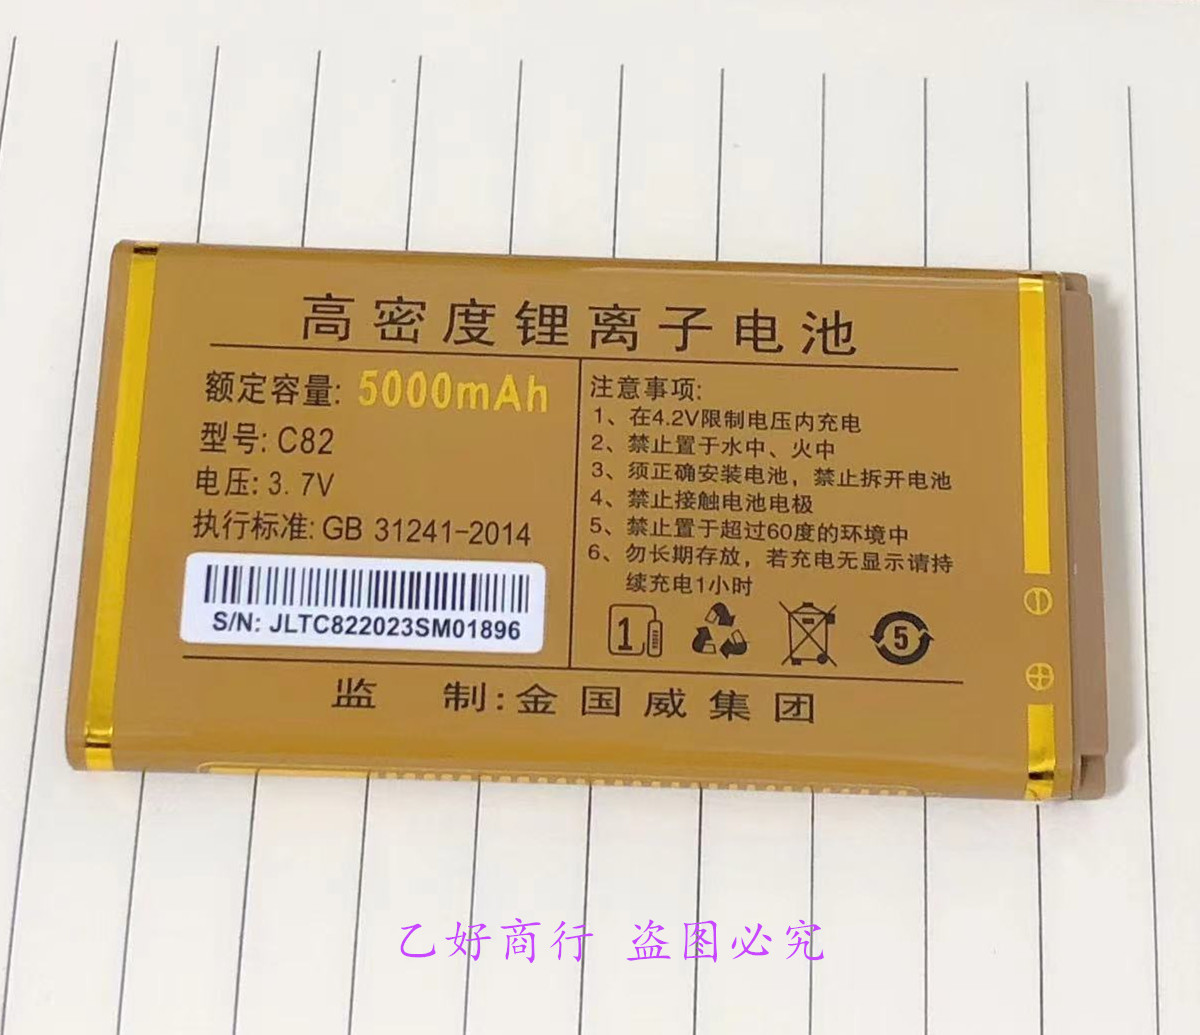 高密度锂离子电池
额定容量: 5000mAh
型号: C82
电压: 3.7V
执行标准: GB 31241-2014
S/N: JLTC822023SM01896
注意事项:
1、在4.2V限制电压内充电
2、禁止置于水中、火中
3、须正确安装电池，禁止拆开电池
4、禁止接触电池电极
5、禁止置于超过60度的环境中
6、勿长期存放，若充电无显示请持
续充电1小时
1
5
监 制:金国威集团
乙好商行 盗图必究